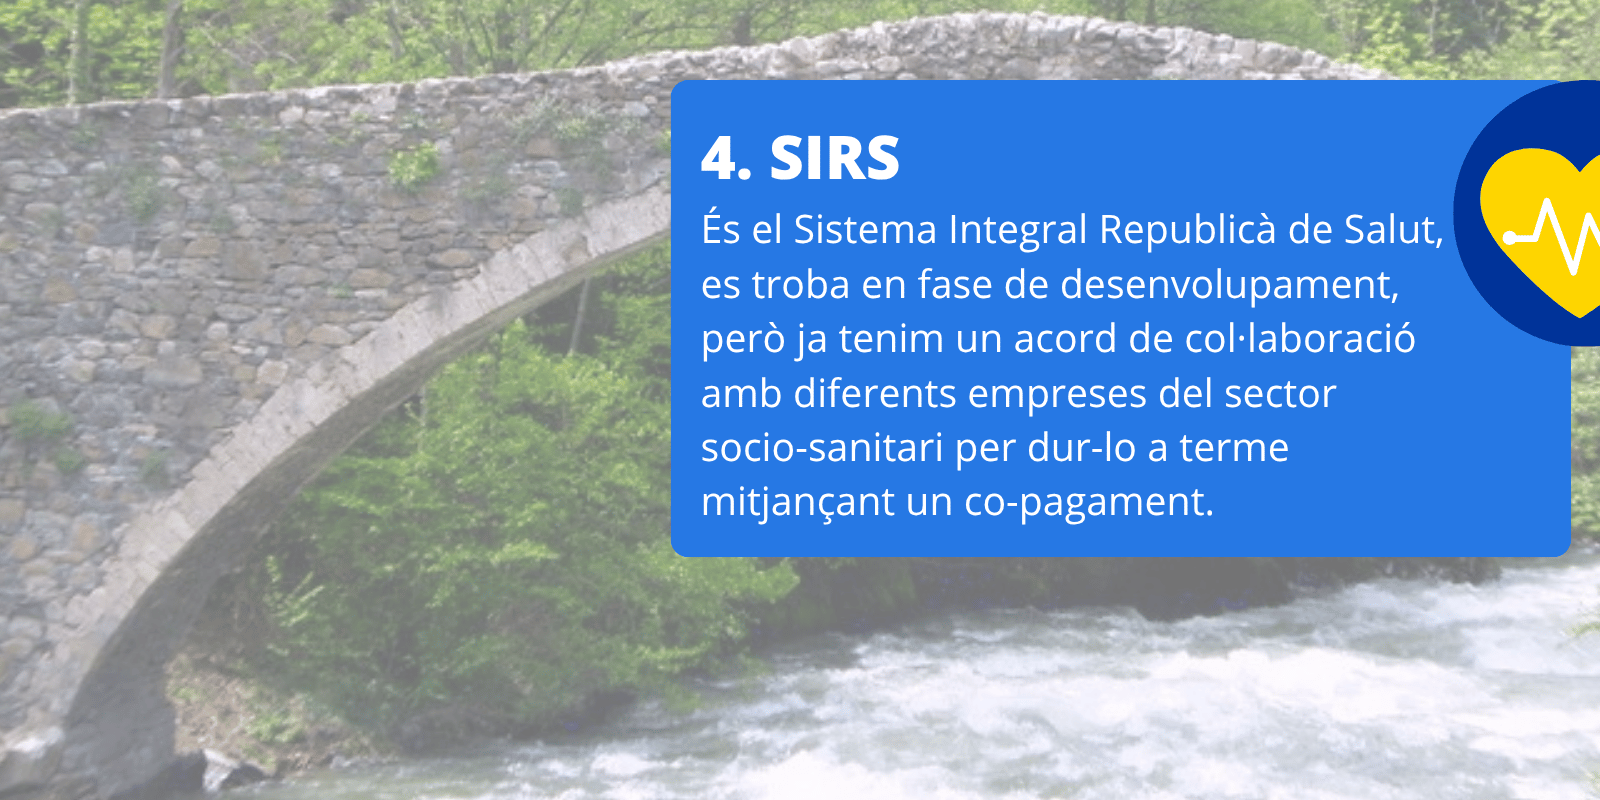 4. SIRS
És el Sistema Integral Republicà de Salut,
es troba en fase de desenvolupament,
però ja tenim un acord de col·laboració
amb diferents empreses del sector
socio-sanitari per dur-lo a terme
mitjançant un co-pagament.